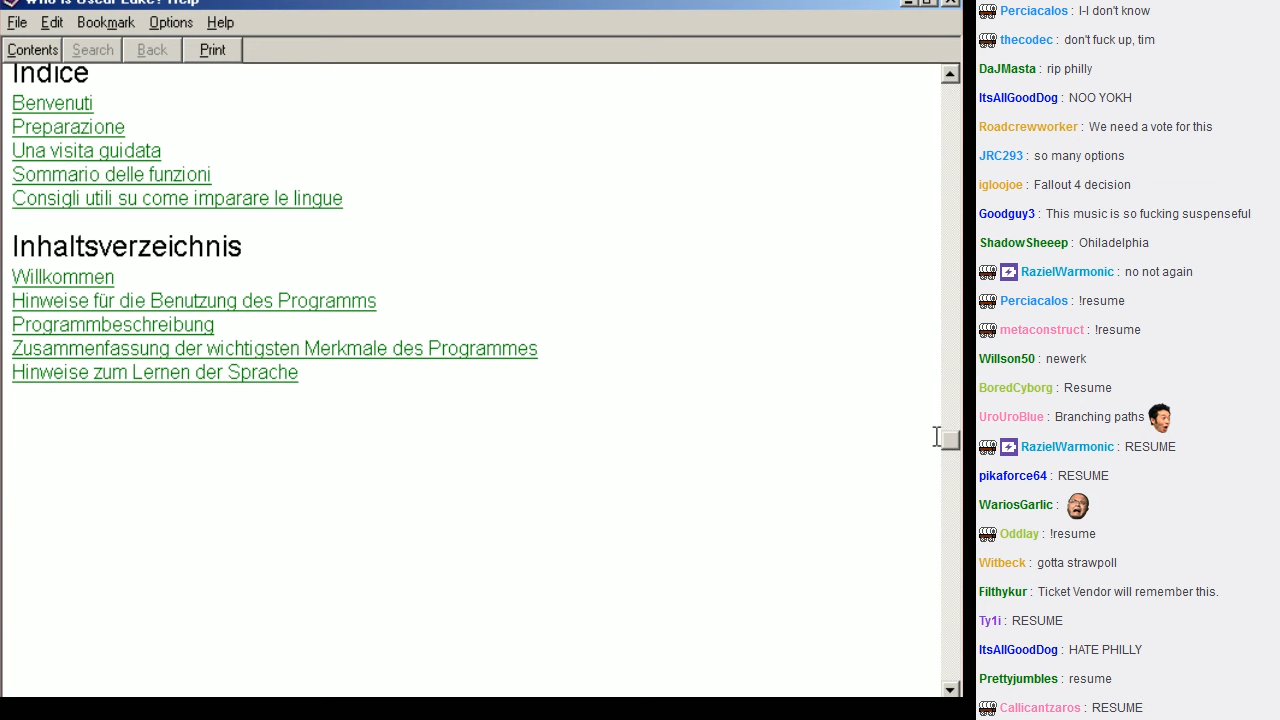 Who is Oscar Lake? Help
File Edit Bookmark Options Help
Contents Search Back Print
Indice
Benvenuti
Preparazione
Una visita guidata
Sommario delle funzioni
Consigli utili su come imparare le lingue
Inhaltsverzeichnis
Willkommen
Hinweise für die Benutzung des Programms
Programmbeschreibung
Zusammenfassung der wichtigsten Merkmale des Programmes
Hinweise zum Lernen der Sprache
Perciacalos : I-I don't know
thecodec : don't fuck up, tim
DaJMasta : rip philly
ItsAllGoodDog : NOO YOKH
Roadcrewworker : We need a vote for this
JRC293 : so many options
igloojoe : Fallout 4 decision
Goodguy3 : This music is so fucking suspenseful
ShadowSheeep : Ohiladelphia
RazielWarmonic : no not again
Perciacalos : !resume
metaconstruct : !resume
Willson50 : newerk
BoredCyborg : Resume
UroUroBlue : Branching paths
RazielWarmonic : RESUME
pikaforce64 : RESUME
WariosGarlic :
Oddlay : !resume
Witbeck : gotta strawpoll
Filthykur : Ticket Vendor will remember this.
Ty1i : RESUME
ItsAllGoodDog : HATE PHILLY
Prettyjumbles : resume
Callicantzaros : RESUME